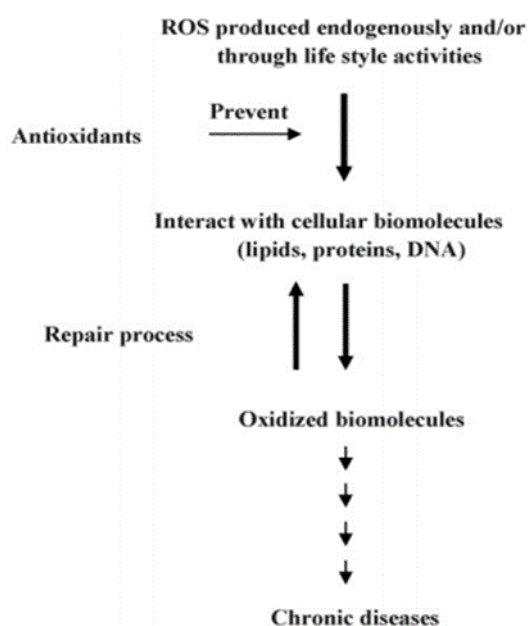 ROS produced endogenously and/or
through life style activities
Prevent
Antioxidants
Interact with cellular biomolecules
(lipids, proteins, DNA)
Repair process
Oxidized biomolecules
Chronic diseases